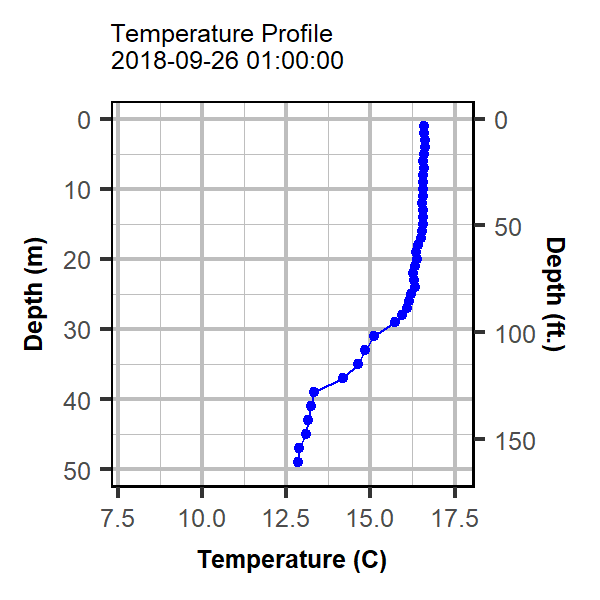 Temperature Profile
2018-09-26 01:00:00
Depth (m)
0
10
20
30
40
50
0
50
100
150
Depth (ft.)
7.5 10.0 12.5 15.0 17.5
Temperature (C)